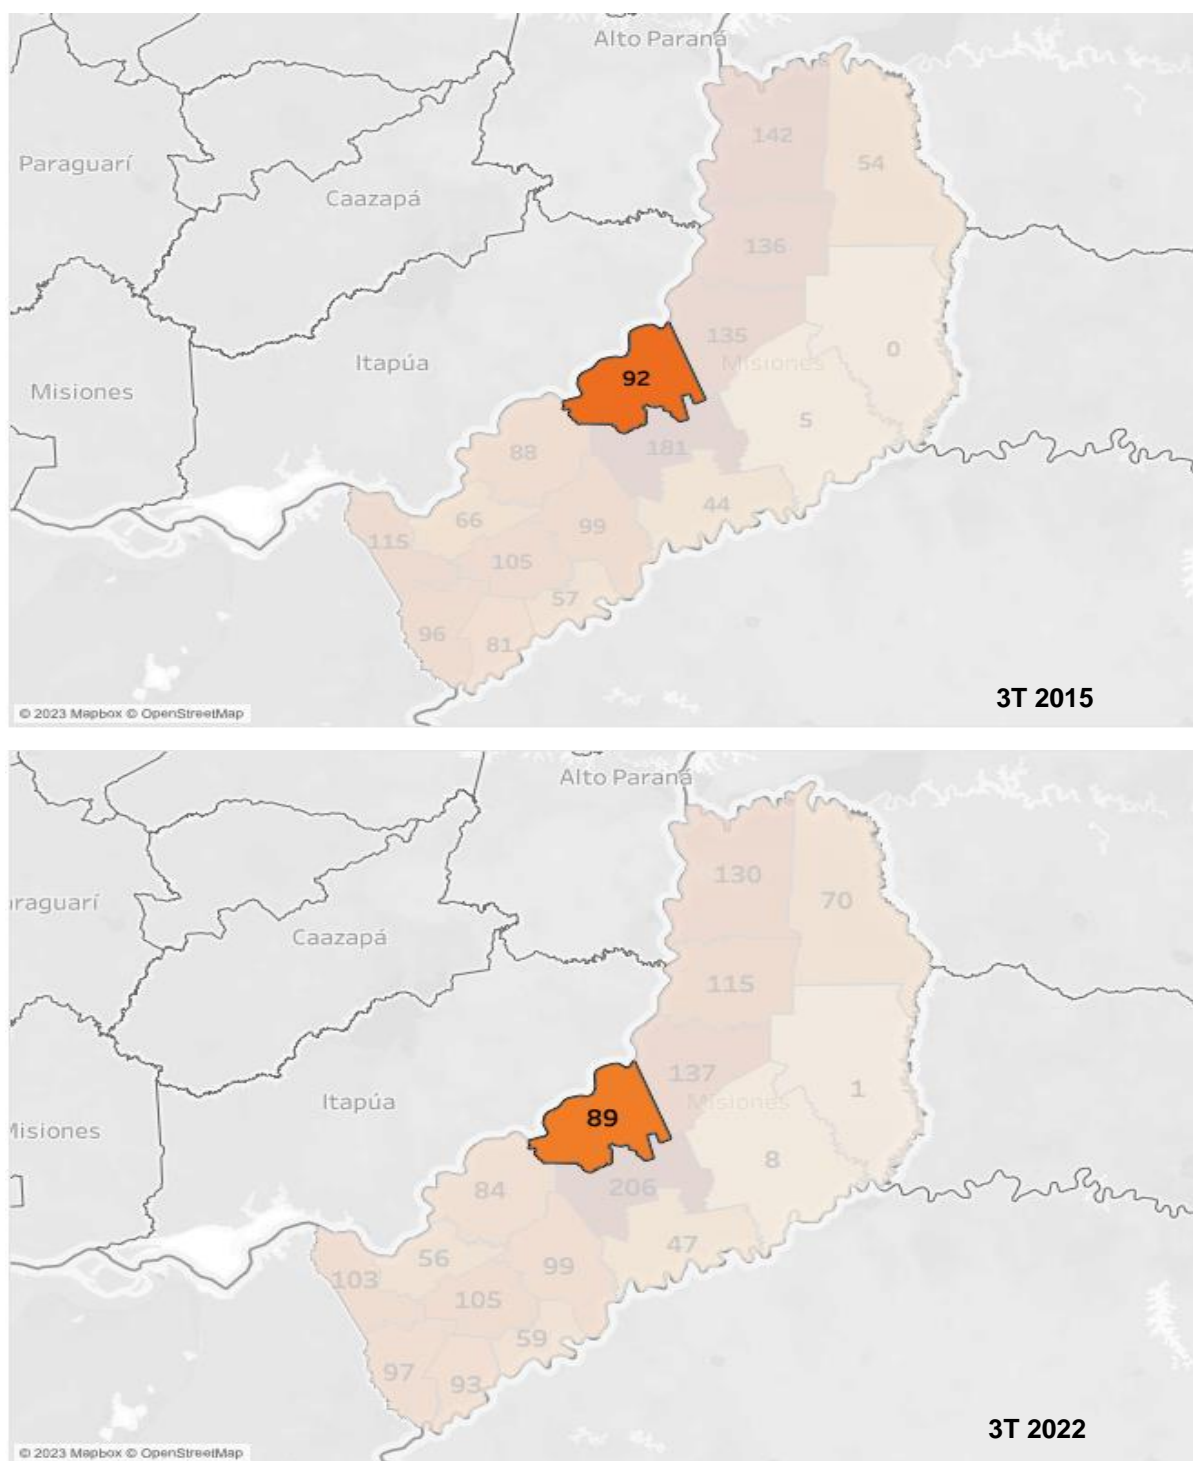 Alto Paraná
142
54
Paraguarí
Caazapá
136
135
0
Itapúa
Misiones
92
Misiones
5
88
181
44
66
99
115
105
57
96
81
3T 2015
© 2023 Mapbox © OpenStreetMap
Alto Paraná
130
70
raguarí
Caazapá
115
137
1
Itapúa
Misiones
89
Misiones
8
84
206
47
56
99
103
105
59
97
93
3T 2022
© 2023 Mapbox © OpenStreetMap